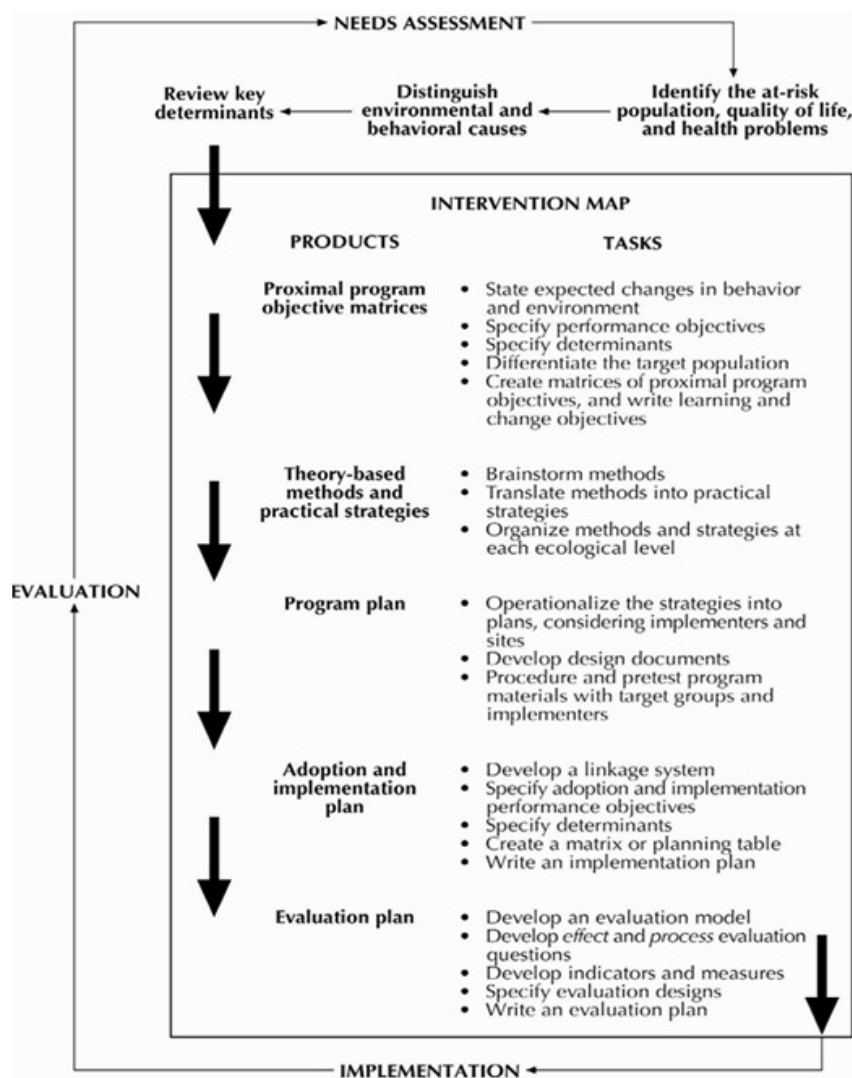 NEEDS ASSESSMENT
Review key
determinants
Distinguish
environmental and
behavioral causes
Identify the at-risk
population, quality of life,
and health problems
INTERVENTION MAP
PRODUCTS
TASKS
Proximal program
objective matrices
• State expected changes in behavior
and environment
• Specify performance objectives
• Specify determinants
• Differentiate the target population
• Create matrices of proximal program
objectives, and write learning and
change objectives
Theory-based
methods and
practical strategies
• Brainstorm methods
• Translate methods into practical
strategies
• Organize methods and strategies at
each ecological level
EVALUATION
Program plan
• Operationalize the strategies into
plans, considering implementers and
sites
• Develop design documents
• Procedure and pretest program
materials with target groups and
implementers
Adoption and
implementation
plan
• Develop a linkage system
• Specify adoption and implementation
performance objectives
• Specify determinants
• Create a matrix or planning table
• Write an implementation plan
Evaluation plan
• Develop an evaluation model
• Develop effect and process evaluation
questions
• Develop indicators and measures
• Specify evaluation designs
• Write an evaluation plan
IMPLEMENTATION